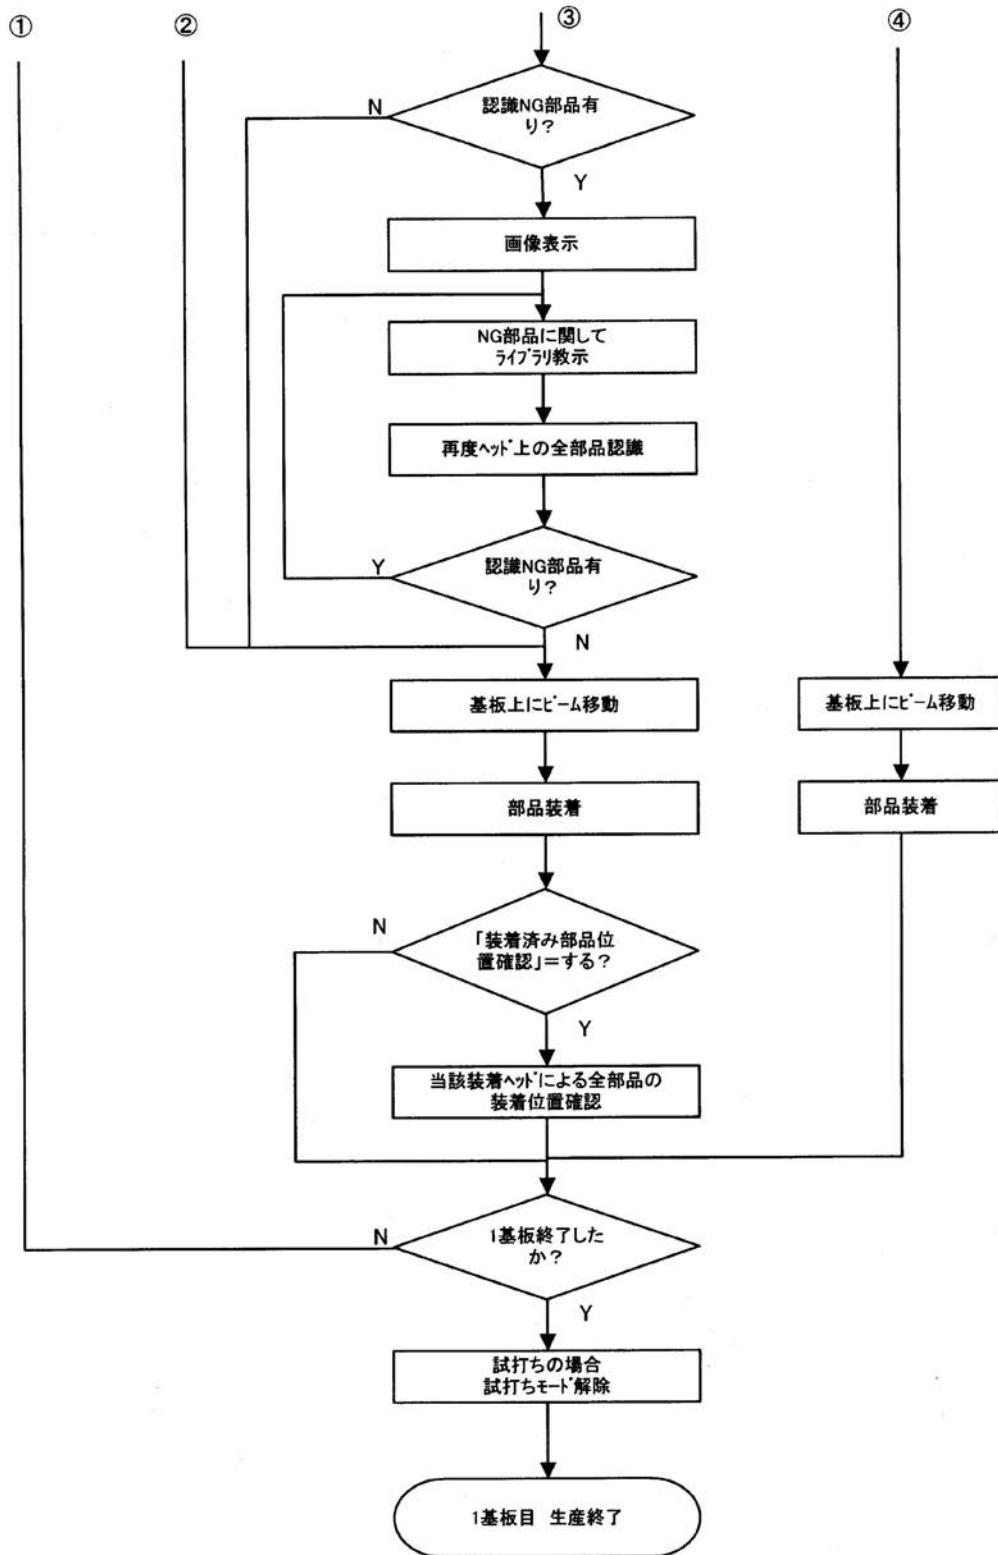 ①
②
③
④
認識NG部品有
り？
N
Y
画像表示
NG部品に関して
ﾗｲﾌﾞﾗﾘ教示
再度ﾍｯﾄﾞ上の全部品認識
認識NG部品有
り？
Y
N
基板上にﾋﾞｰﾑ移動
基板上にﾋﾞｰﾑ移動
部品装着
部品装着
「装着済み部品位
置確認」＝する？
N
Y
当該装着ﾍｯﾄﾞによる全部品の
装着位置確認
1基板終了した
か？
N
Y
試打ちの場合
試打ちﾓｰﾄﾞ解除
1基板目 生産終了